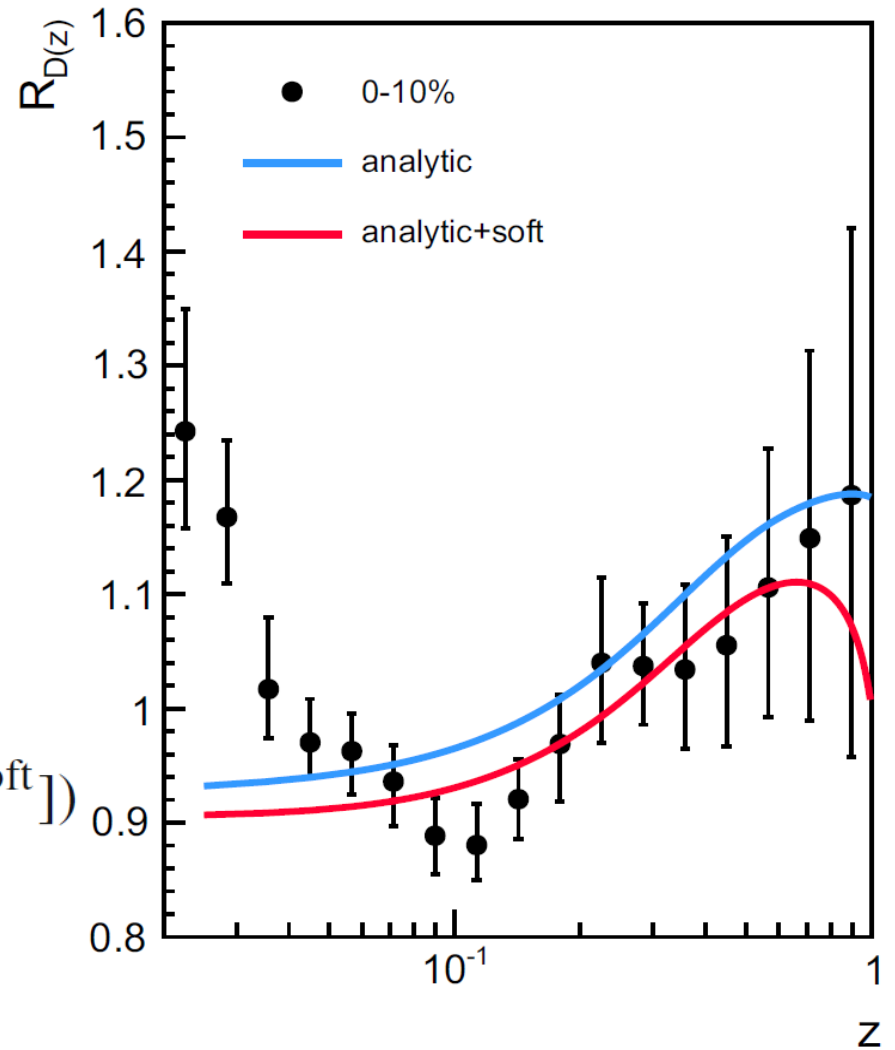 R_D(z)
1.6
1.5
1.4
1.3
1.2
1.1
1
0.9
0.8
0-10%
analytic
analytic+soft
oft])
10^-1
1
z